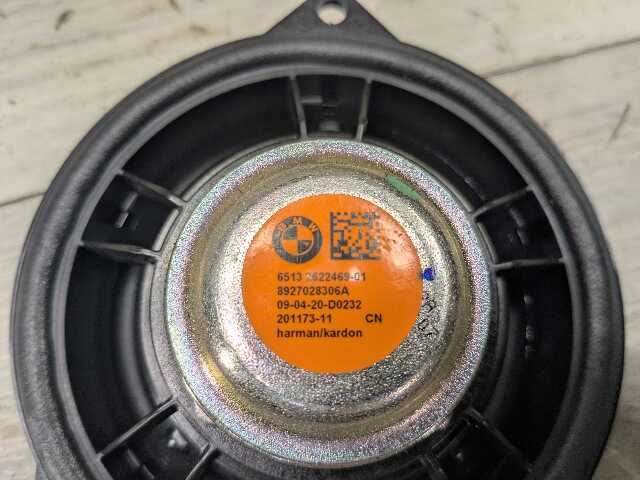 BMW
6513 2622469-01
8927028306A
09-04-20-D0232
201173-11 CN
harman/kardon